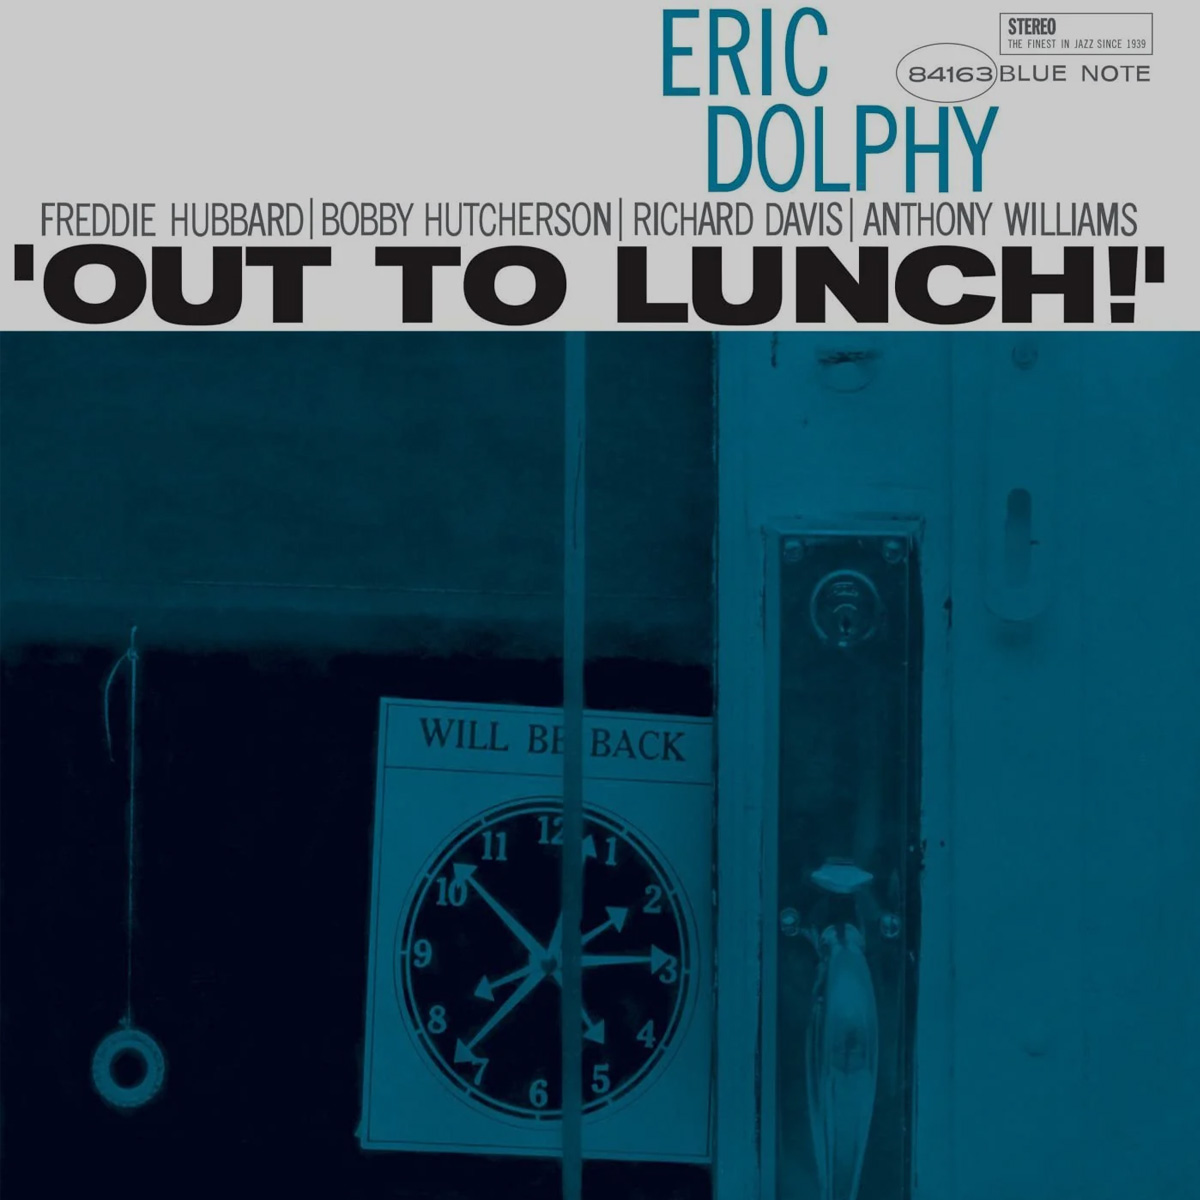 ERIC
DOLPHY
STEREO
THE FINEST IN JAZZ SINCE 1939
84163 BLUE NOTE
FREDDIE HUBBARD|BOBBY HUTCHERSON|RICHARD DAVIS|ANTHONY WILLIAMS
'OUT TO LUNCH!'
WILL BE BACK
12
11 1
10 2
9 3
8 4
7 5
6